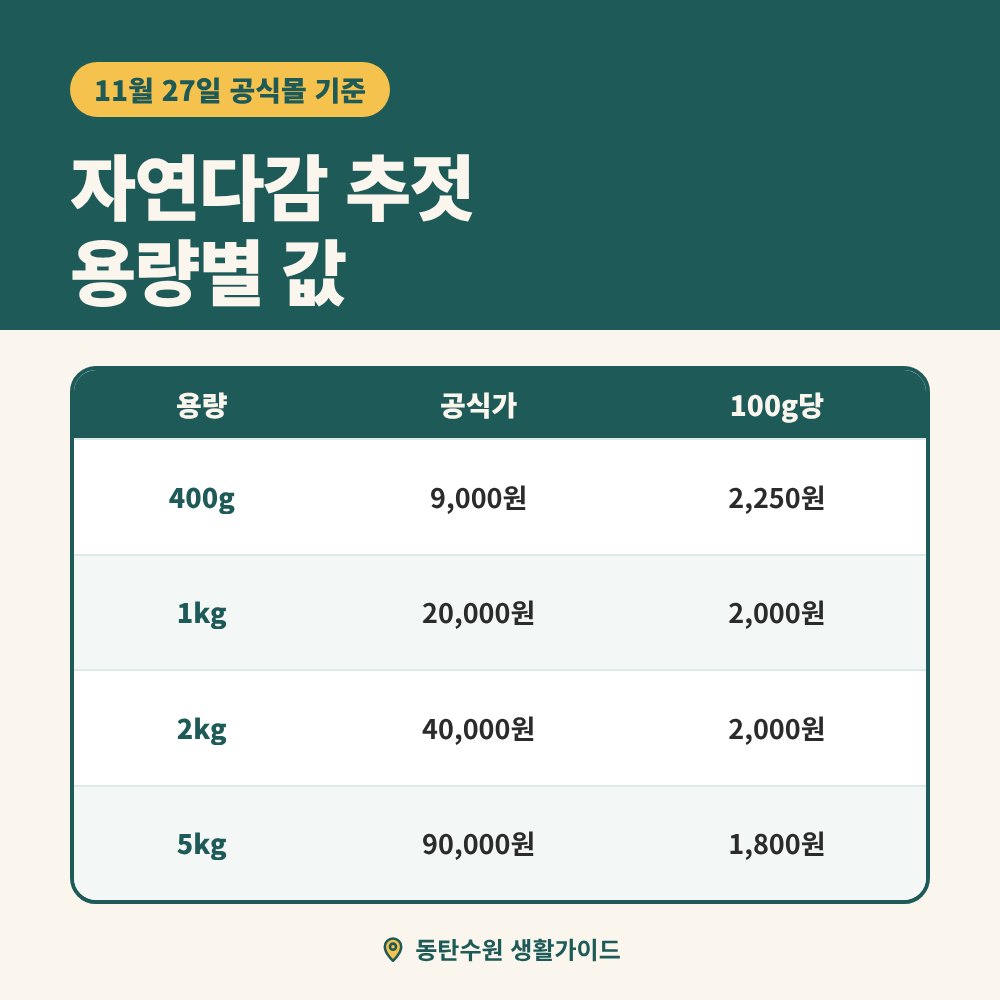 11월 27일 공식몰 기준
자연다감 추젓
용량별 값
용량 공식가 100g당
400g 9,000원 2,250원
1kg 20,000원 2,000원
2kg 40,000원 2,000원
5kg 90,000원 1,800원
동탄수원 생활가이드